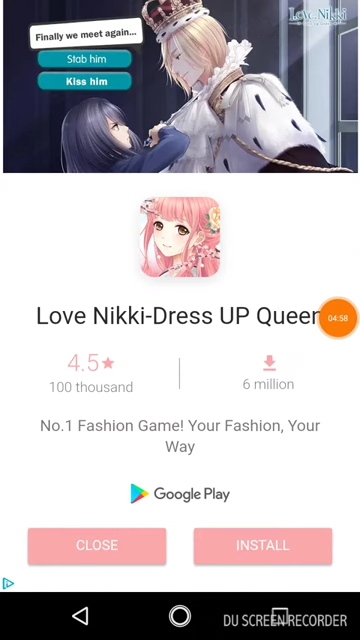 Love Nikki
Finally we meet again...
Stab him
Kiss him
Love Nikki-Dress UP Queen
04:58
4.5
100 thousand
6 million
No.1 Fashion Game! Your Fashion, Your
Way
Google Play
CLOSE
INSTALL
DU SCREEN RECORDER